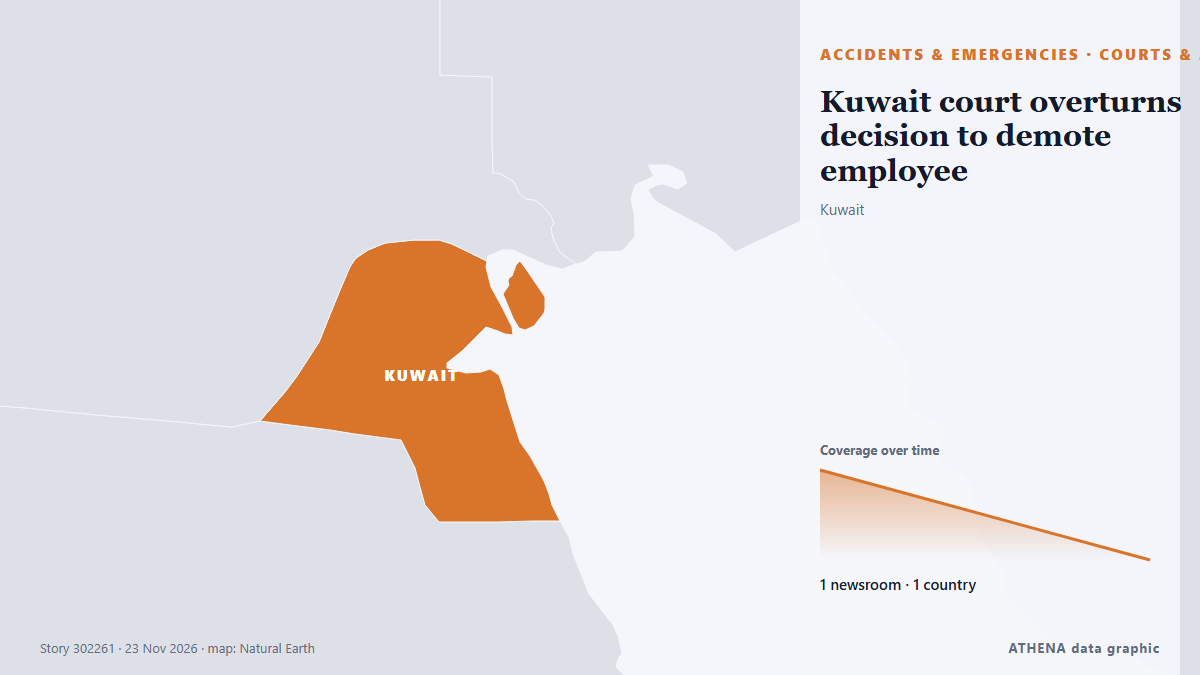 ACCIDENTS & EMERGENCIES · COURTS &
Kuwait court overturns
decision to demote
employee
Kuwait
KUWAIT
Coverage over time
1 newsroom · 1 country
Story 302261 · 23 Nov 2026 · map: Natural Earth
ATHENA data graphic